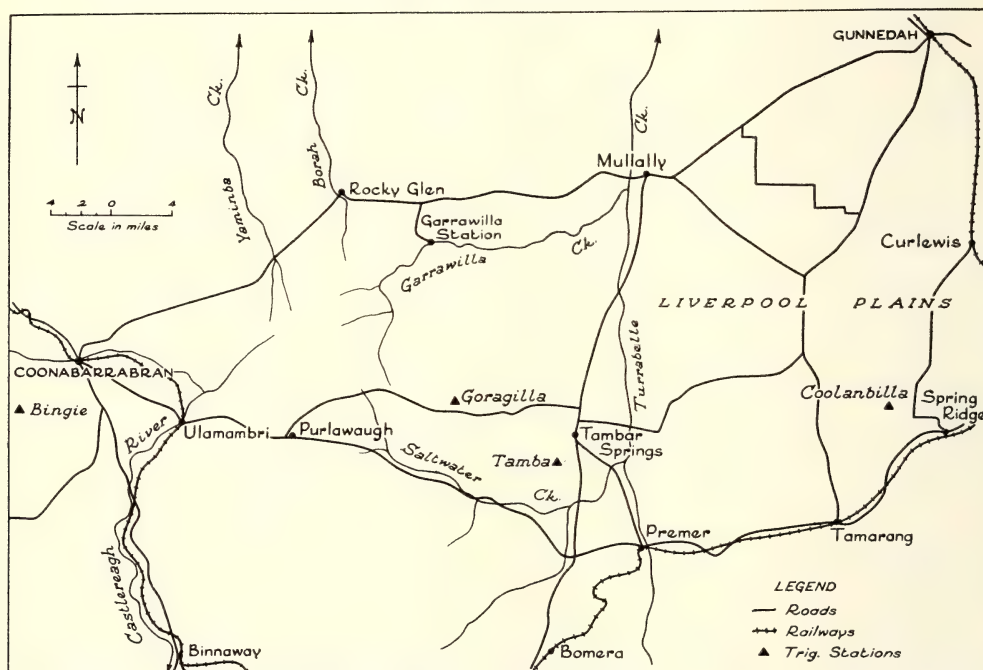 GUNNEDAH
Ck.
Ck.
N
Ck.
Mullally
Borah
Rocky Glen
Yaminba
4 2 0 4
Scale in miles
Garrawilla
Station
Ck.
Curlewis
Garrawilla
LIVERPOOL PLAINS
Turrabelle
COONABARRABRAN
Bingie
Goragilla
Coolanbilla
Spring
Ridge
River
Ulamambri
Purlawaugh
Tambar
Springs
Tamba
Saltwater
Ck.
Premer
Tamarang
Castlereagh
LEGEND
Roads
Railways
Trig. Stations
Binnaway
Bomera